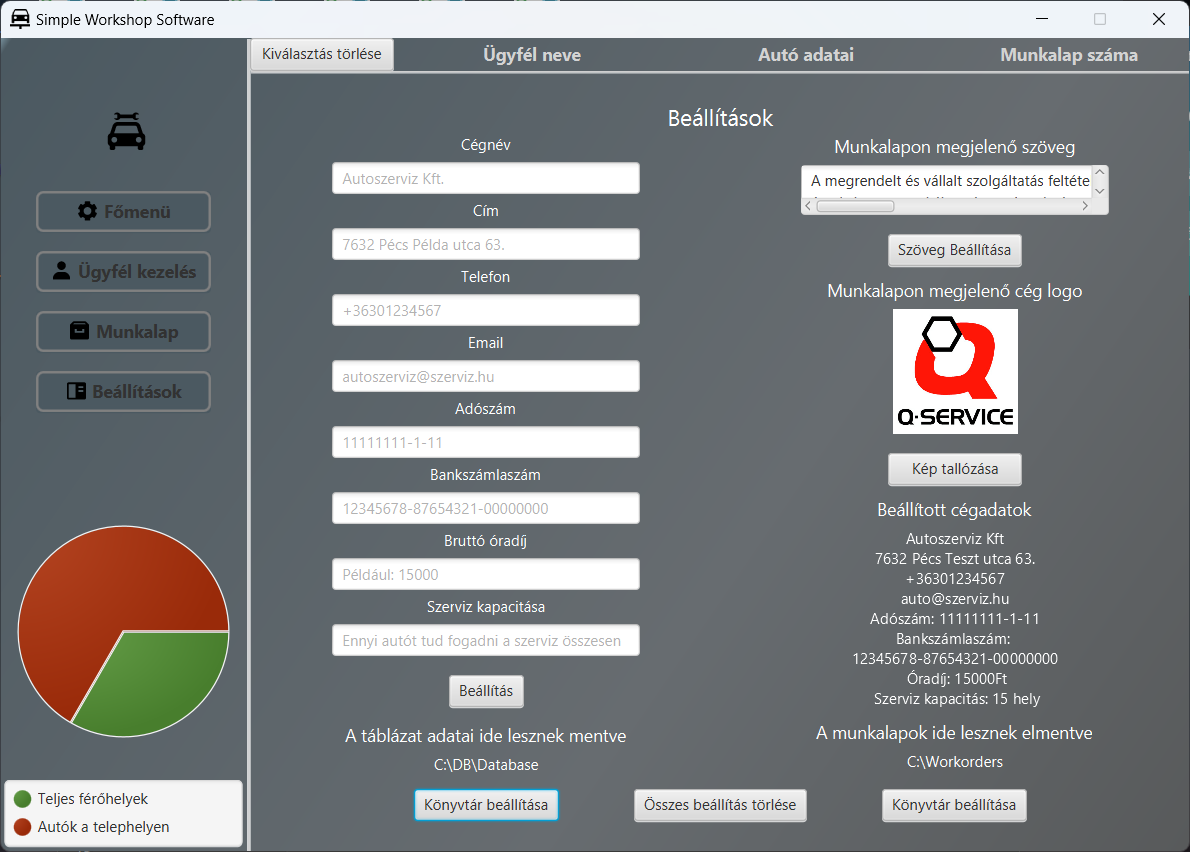 Simple Workshop Software
Kiválasztás törlése
Ügyfél neve
Autó adatai
Munkalap száma
Főmenü
Ügyfél kezelés
Munkalap
Beállítások
Teljes férőhelyek
Autók a telephelyen
Beállítások
Cégnév
Autoszerviz Kft.
Cím
7632 Pécs Példa utca 63.
Telefon
+36301234567
Email
autoszerviz@szerviz.hu
Adószám
11111111-1-11
Bankszámlaszám
12345678-87654321-00000000
Bruttó óradíj
Például: 15000
Szerviz kapacitása
Ennyi autót tud fogadni a szerviz összesen
Beállítás
A táblázat adatai ide lesznek mentve
C:\DB\Database
Könyvtár beállítása
Összes beállítás törlése
Munkalapon megjelenő szöveg
A megrendelt és vállalt szolgáltatás feltéte
Szöveg Beállítása
Munkalapon megjelenő cég logo
Q-SERVICE
Kép tallózása
Beállított cégadatok
Autoszerviz Kft
7632 Pécs Teszt utca 63.
+36301234567
auto@szerviz.hu
Adószám: 11111111-1-11
Bankszámlaszám:
12345678-87654321-00000000
Óradíj: 15000Ft
Szerviz kapacitás: 15 hely
A munkalapok ide lesznek elmentve
C:\Workorders
Könyvtár beállítása